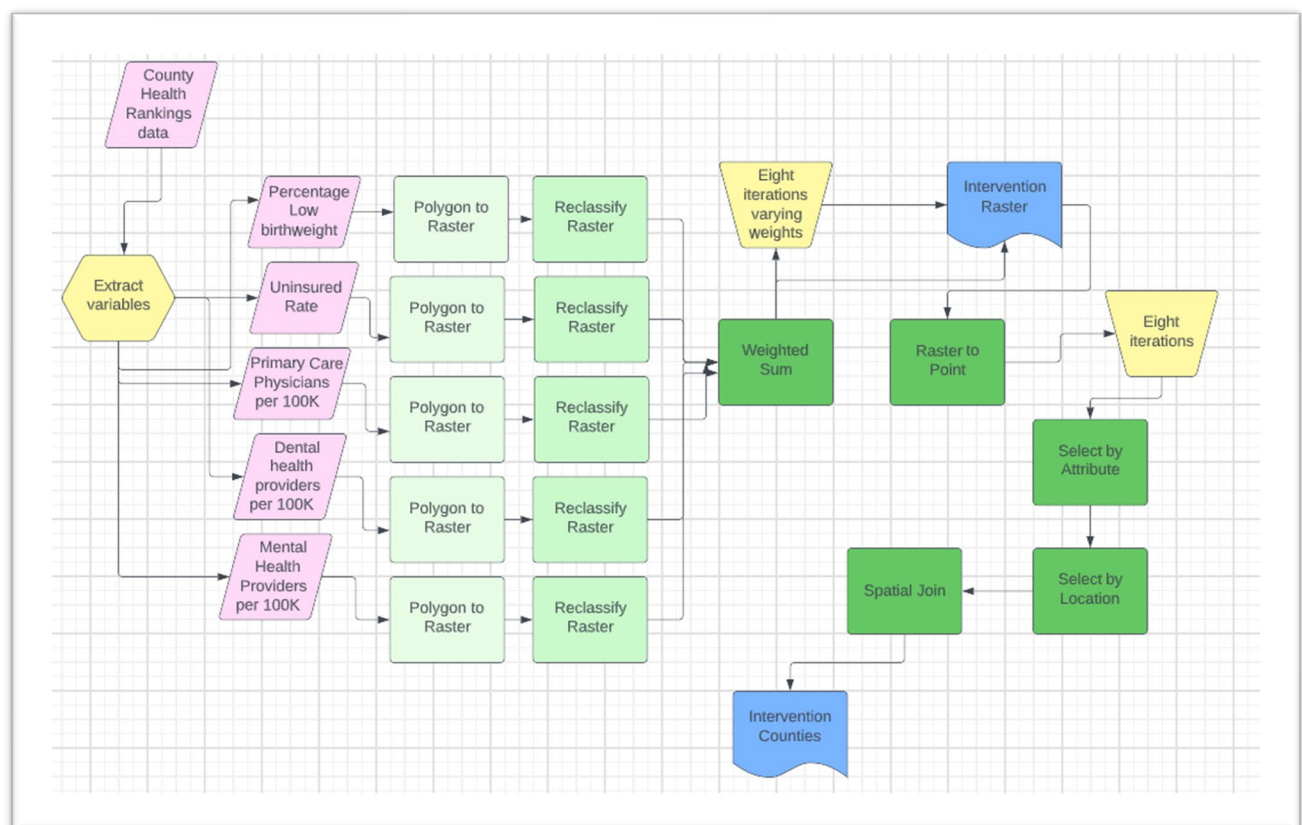 County
Health
Rankings
data
Extract
variables
Percentage
Low
birthweight
Uninsured
Rate
Primary Care
Physicians
per 100K
Dental
health
providers
per 100K
Mental
Health
Providers
per 100K
Polygon to
Raster
Reclassify
Raster
Polygon to
Raster
Reclassify
Raster
Polygon to
Raster
Reclassify
Raster
Polygon to
Raster
Reclassify
Raster
Polygon to
Raster
Reclassify
Raster
Weighted
Sum
Eight
iterations
varying
weights
Intervention
Raster
Raster to
Point
Eight
iterations
Select by
Attribute
Select by
Location
Spatial Join
Intervention
Counties